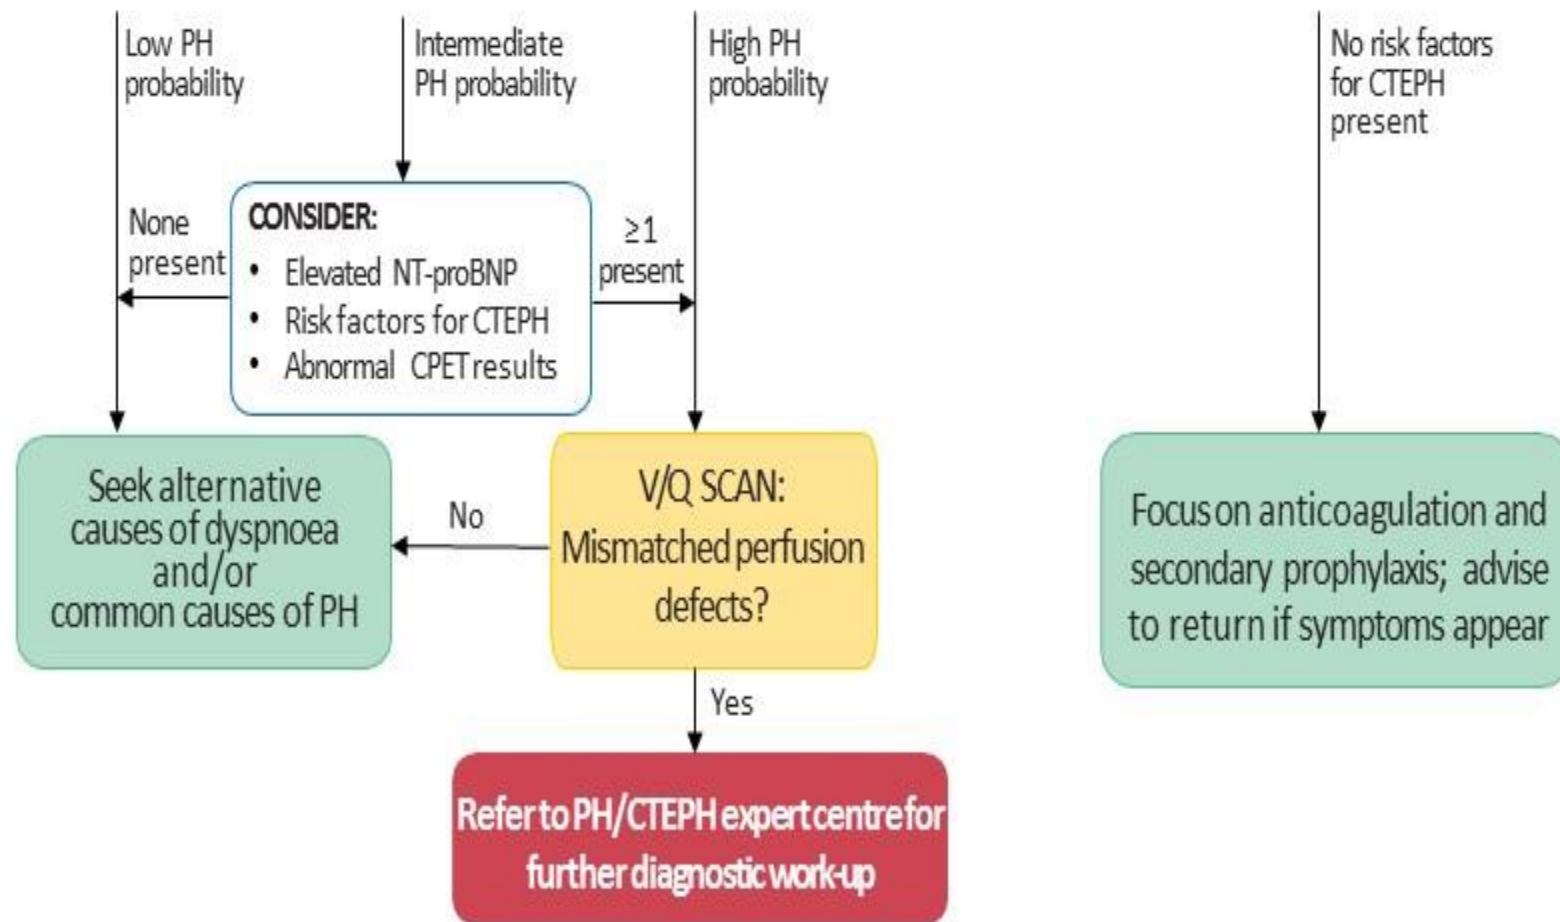 Low PH
probability
Intermediate
PH probability
High PH
probability
No risk factors
for CTEPH
present
None
present
CONSIDER:
• Elevated NT-proBNP
• Risk factors for CTEPH
• Abnormal CPET results
≥1
present
Seek alternative
causes of dyspnoea
and/or
common causes of PH
No
V/Q SCAN:
Mismatched perfusion
defects?
Focus on anticoagulation and
secondary prophylaxis; advise
to return if symptoms appear
Yes
Refer to PH/CTEPH expert centre for
further diagnostic work-up